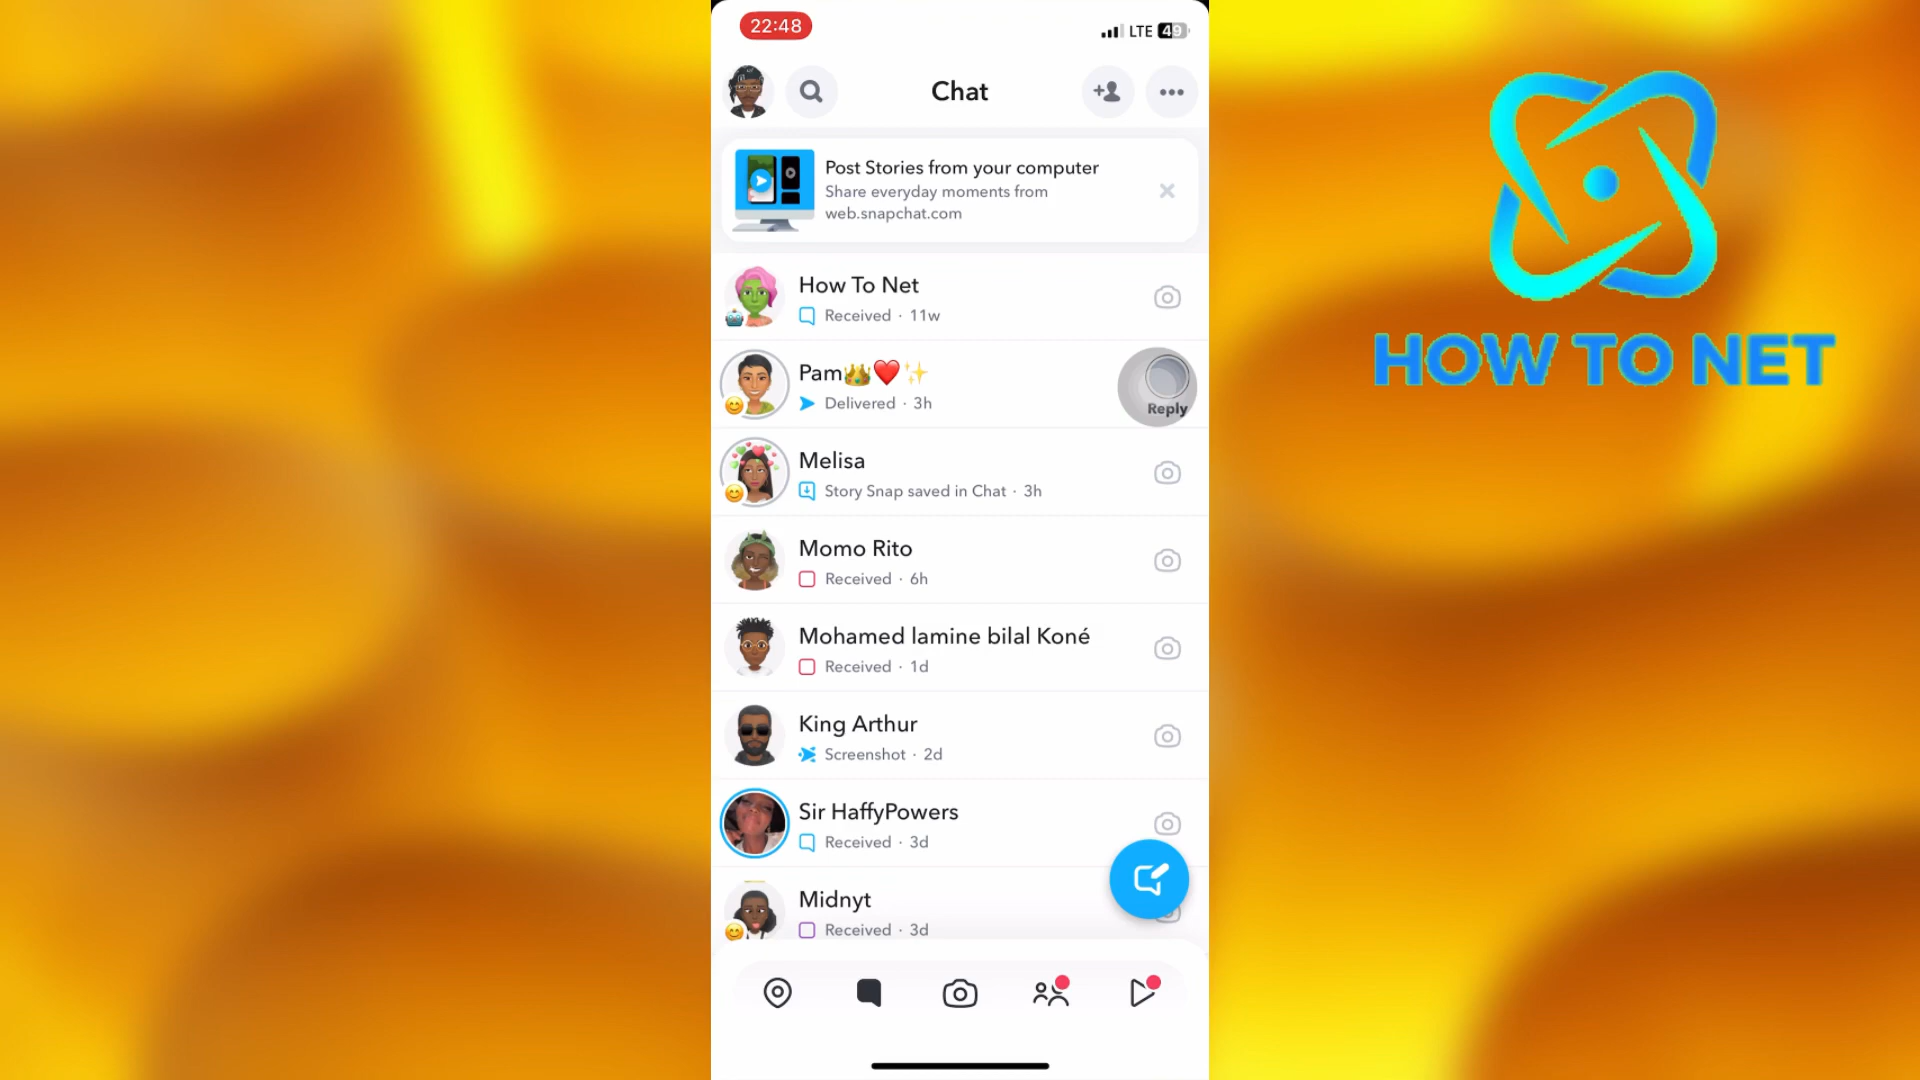 22:48
LTE 49
Chat
Post Stories from your computer
Share everyday moments from
web.snapchat.com
How To Net
Received · 11w
Pam👑❤️✨
Delivered · 3h
Reply
Melisa
Story Snap saved in Chat · 3h
Momo Rito
Received · 6h
Mohamed lamine bilal Koné
Received · 1d
King Arthur
Screenshot · 2d
Sir HaffyPowers
Received · 3d
Midnyt
Received · 3d
HOW TO NET